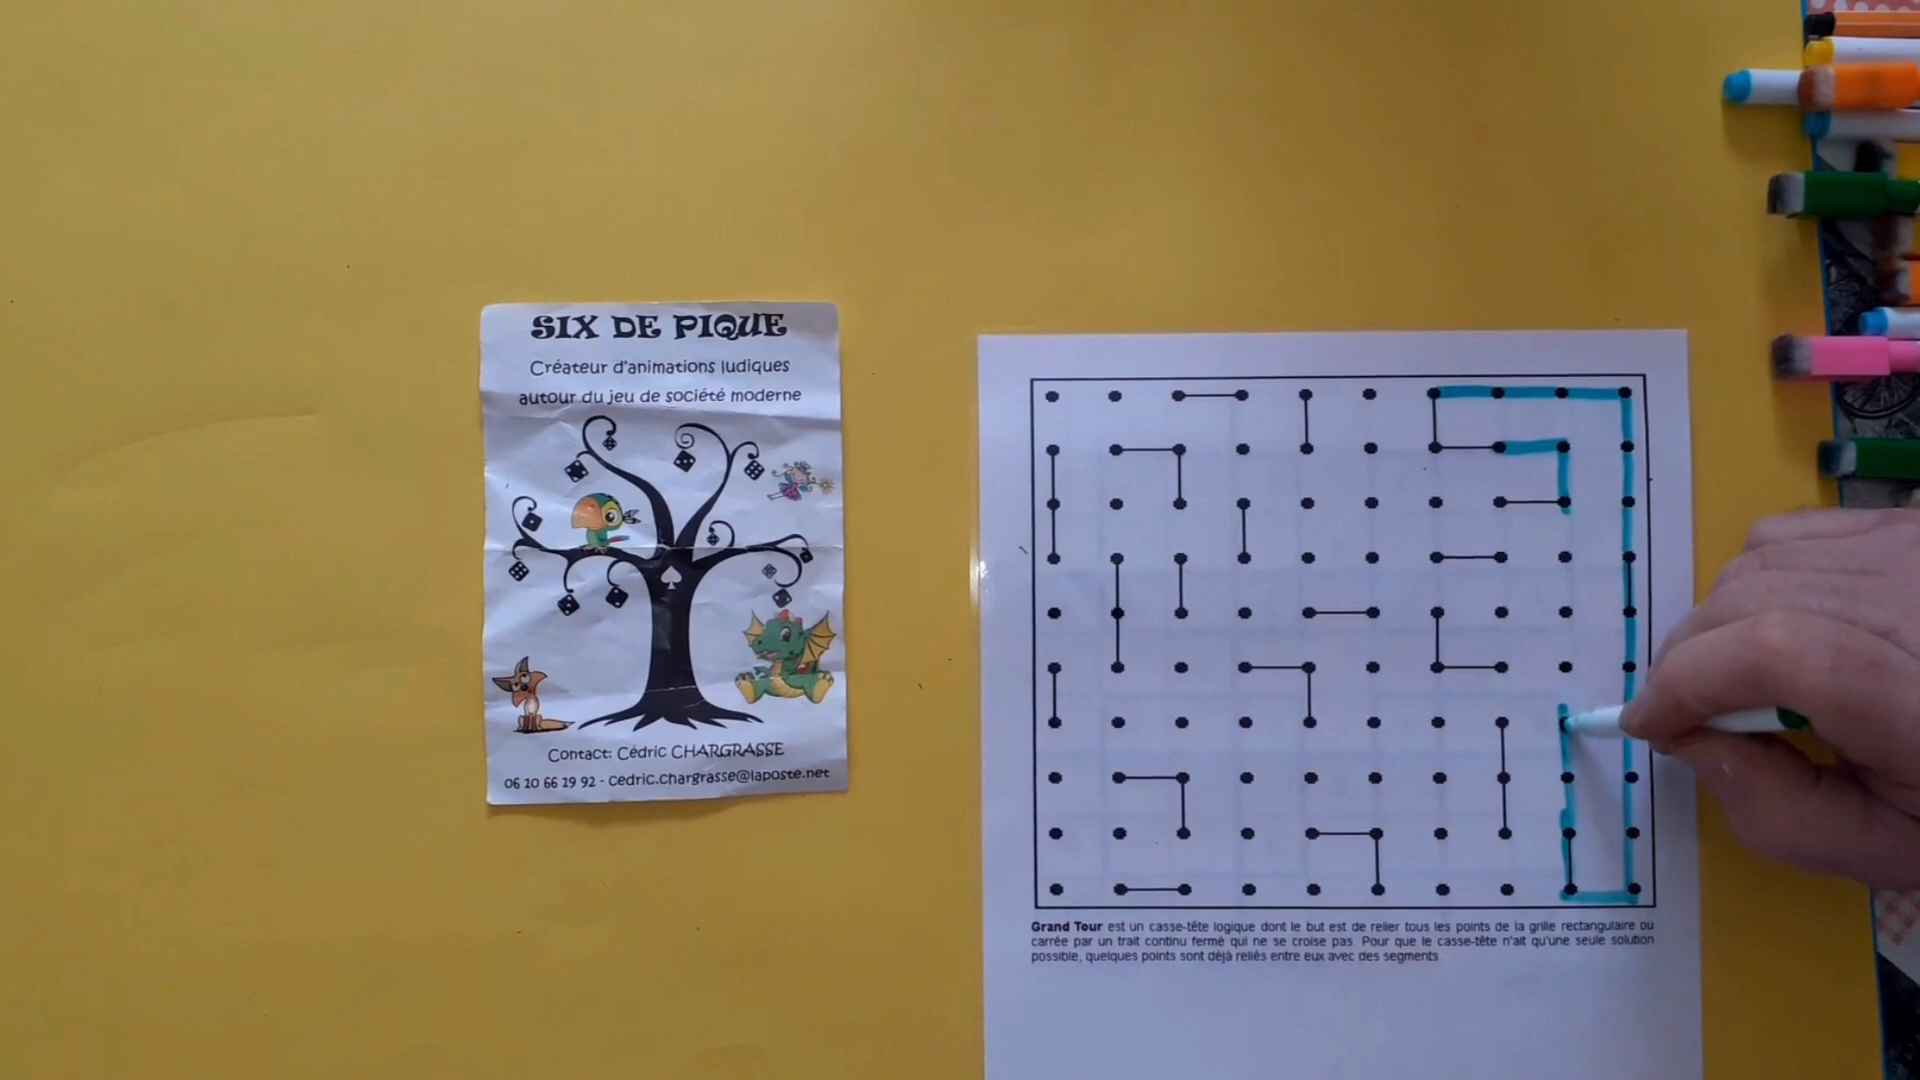 SIX DE PIQUE
Créateur d'animations ludiques
autour du jeu de société moderne
Contact: Cédric CHARGRASSE
06 20 66 29 92 - cedric.chargrasse@laposte.net
Grand Tour est un casse-tête logique dont le but est de relier tous les points de la grille rectangulaire ou
carrée par un trait continu fermé qui ne se croise pas. Pour que le casse-tête n'ait qu'une seule solution
possible, quelques points sont déjà reliés entre eux avec des segments.